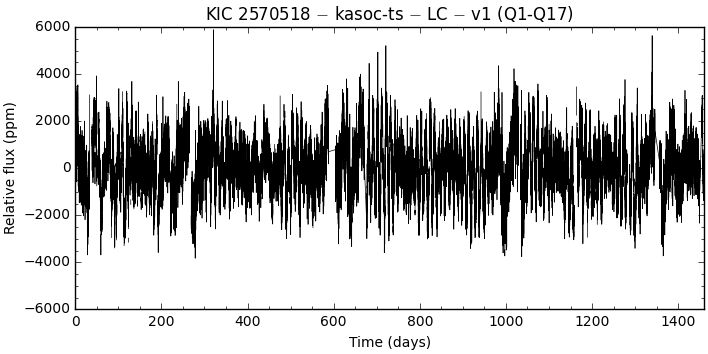 KIC 2570518 − kasoc-ts − LC − v1 (Q1-Q17)
6000
4000
2000
0
−2000
−4000
−6000
Relative flux (ppm)
0 200 400 600 800 1000 1200 1400
Time (days)